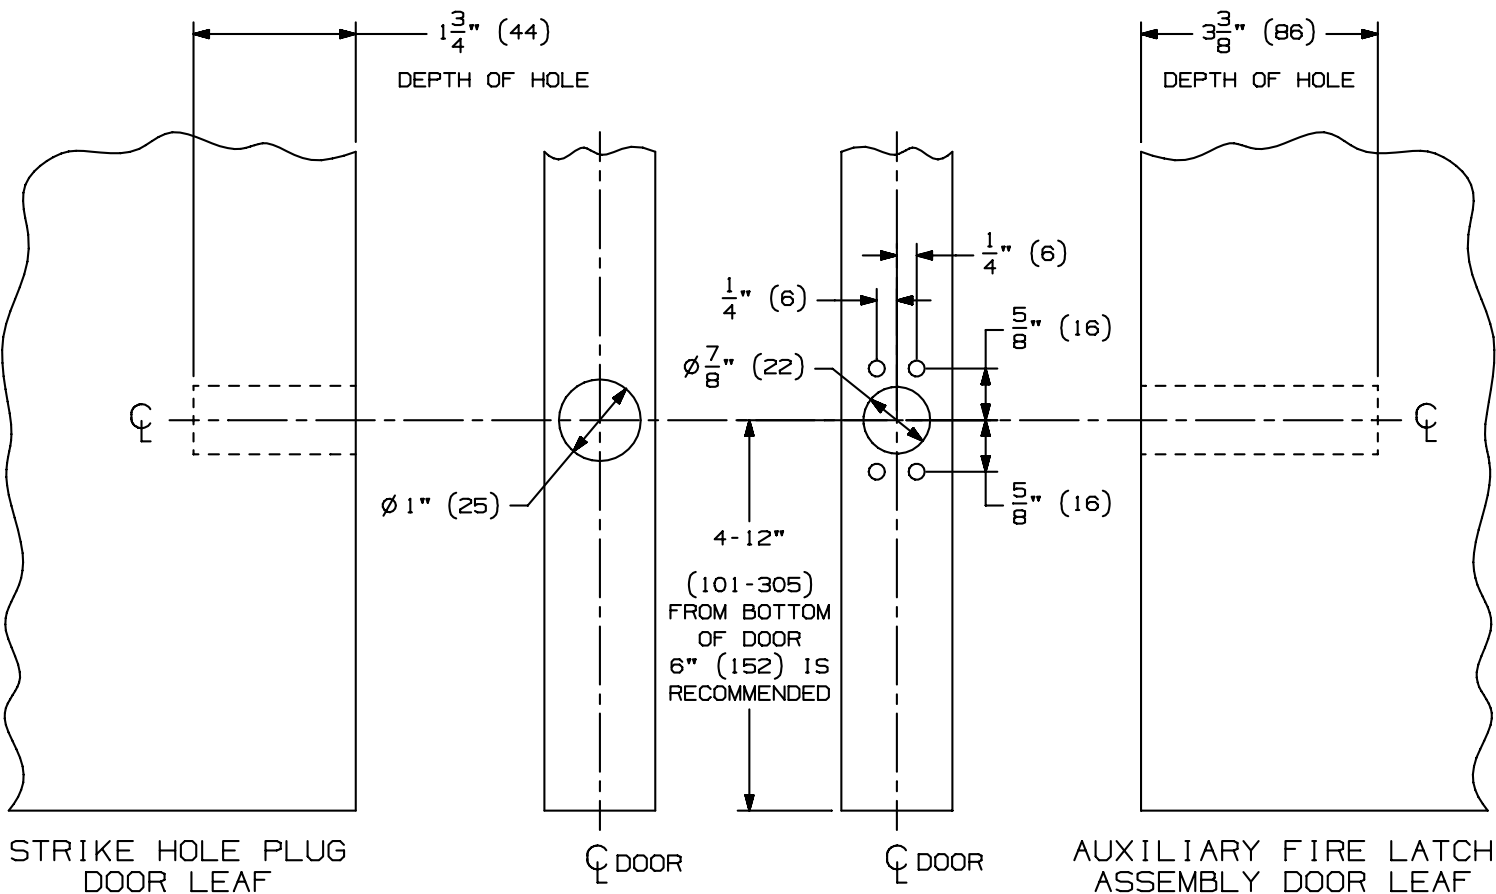 1 3/4" (44)
DEPTH OF HOLE
3 3/8" (86)
DEPTH OF HOLE
1/4" (6)
1/4" (6)
5/8" (16)
Ø 7/8" (22)
℄
℄
Ø 1" (25)
5/8" (16)
4-12"
(101-305)
FROM BOTTOM
OF DOOR
6" (152) IS
RECOMMENDED
STRIKE HOLE PLUG
DOOR LEAF
℄ DOOR
℄ DOOR
AUXILIARY FIRE LATCH
ASSEMBLY DOOR LEAF